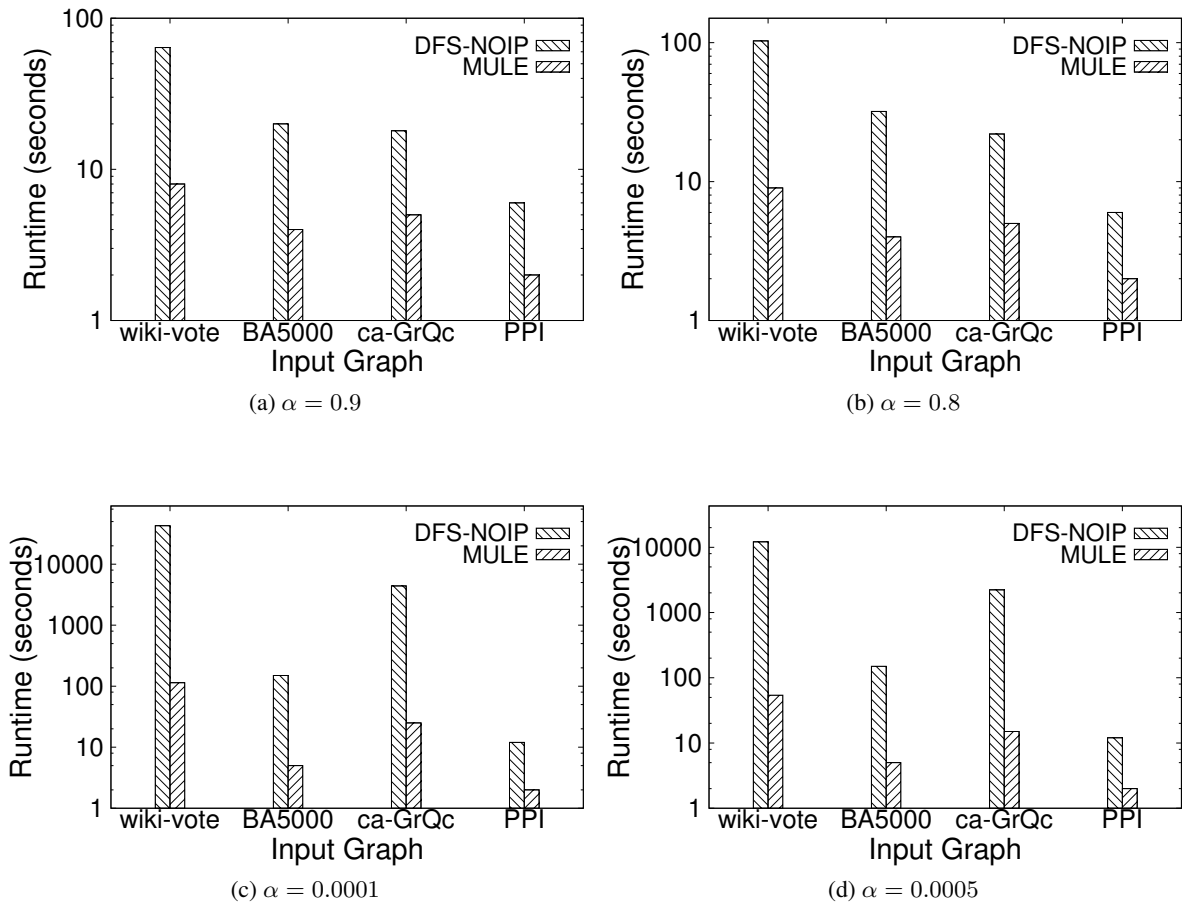 100
10
1
Runtime (seconds)
DFS-NOIP
MULE
wiki-vote BA5000 ca-GrQc PPI
Input Graph
(a) α = 0.9
100
10
1
Runtime (seconds)
DFS-NOIP
MULE
wiki-vote BA5000 ca-GrQc PPI
Input Graph
(b) α = 0.8
10000
1000
100
10
1
Runtime (seconds)
DFS-NOIP
MULE
wiki-vote BA5000 ca-GrQc PPI
Input Graph
(c) α = 0.0001
10000
1000
100
10
1
Runtime (seconds)
DFS-NOIP
MULE
wiki-vote BA5000 ca-GrQc PPI
Input Graph
(d) α = 0.0005